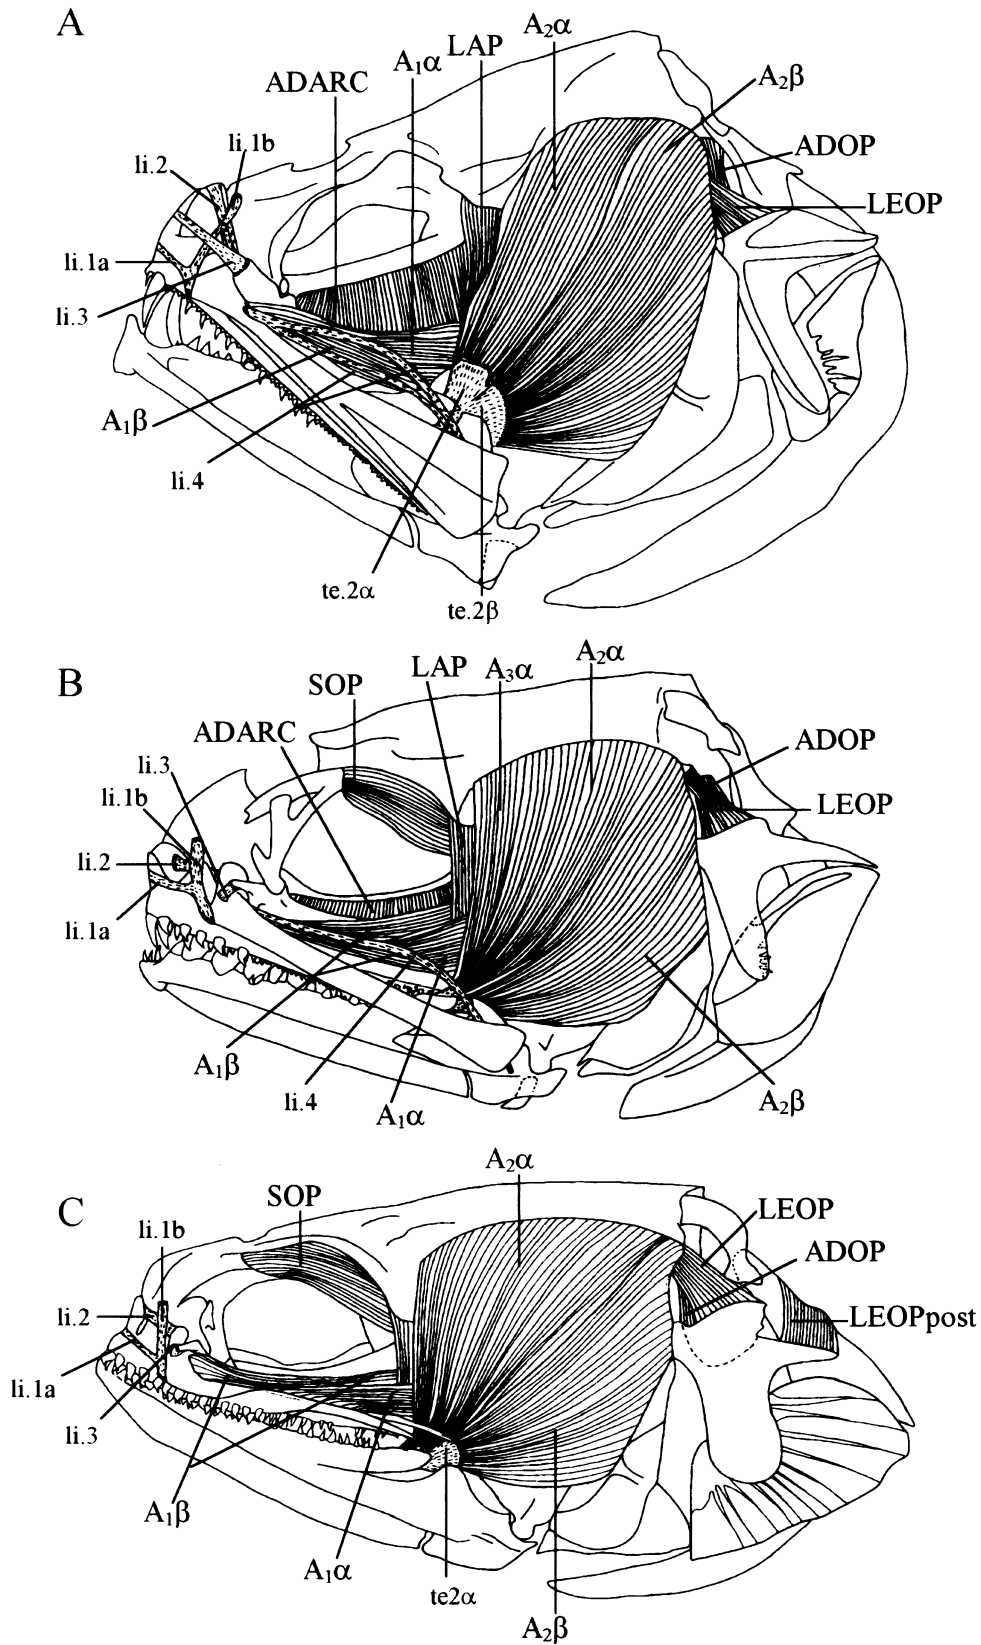 A
A₂α
LAP
A₁α
ADARC
A₂β
li.1b
li.2
ADOP
LEOP
li.1a
li.3
A₁β
li.4
te.2α
te.2β
B
A₂α
LAP
A₃α
SOP
ADARC
ADOP
li.3
li.1b
LEOP
li.2
li.1a
A₁β
li.4
A₁α
A₂β
C
A₂α
SOP
LEOP
li.1b
ADOP
li.2
LEOPpost
li.1a
li.3
A₁β
A₁α
te2α
A₂β